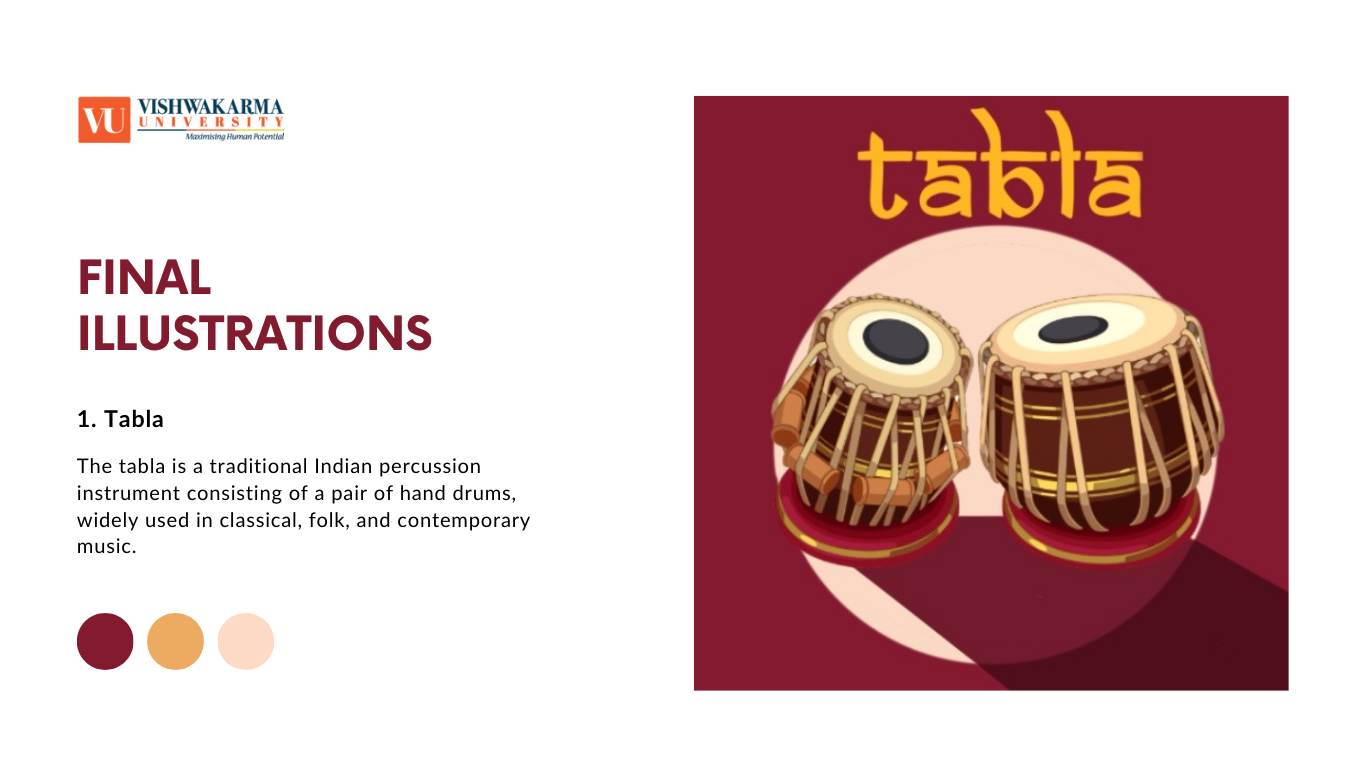 VU
VISHWAKARMA
UNIVERSITY
Maximising Human Potential
FINAL
ILLUSTRATIONS
1. Tabla
The tabla is a traditional Indian percussion
instrument consisting of a pair of hand drums,
widely used in classical, folk, and contemporary
music.
tabla